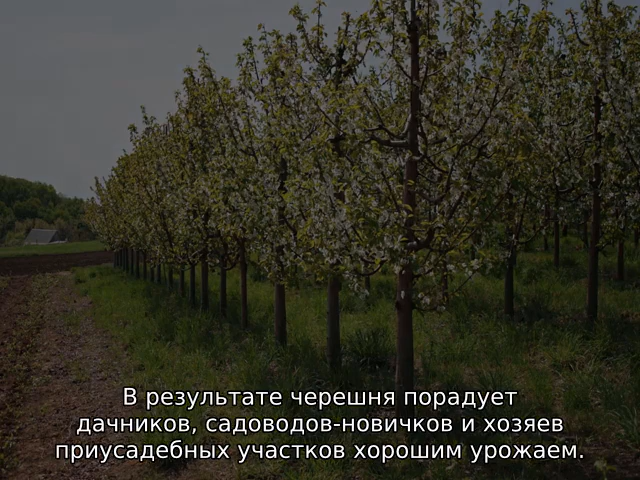 В результате черешня порадует
дачников, садоводов-новичков и хозяев
приусадебных участков хорошим урожаем.